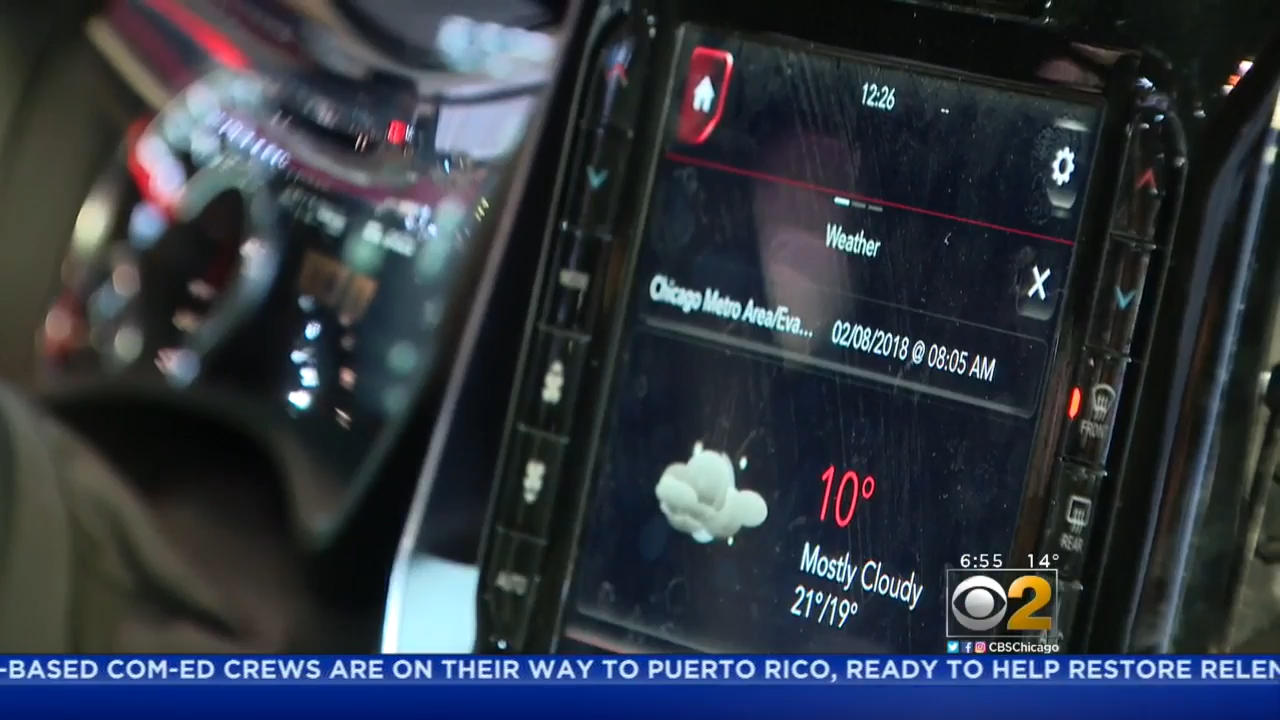 12:26
Weather
Chicago Metro Area/Eva... 02/08/2018 @ 08:05 AM
10°
Mostly Cloudy
21°/19°
FRONT
REAR
AUTO
6:55 14°
2
CBSChicago
-BASED COM-ED CREWS ARE ON THEIR WAY TO PUERTO RICO, READY TO HELP RESTORE RELEN